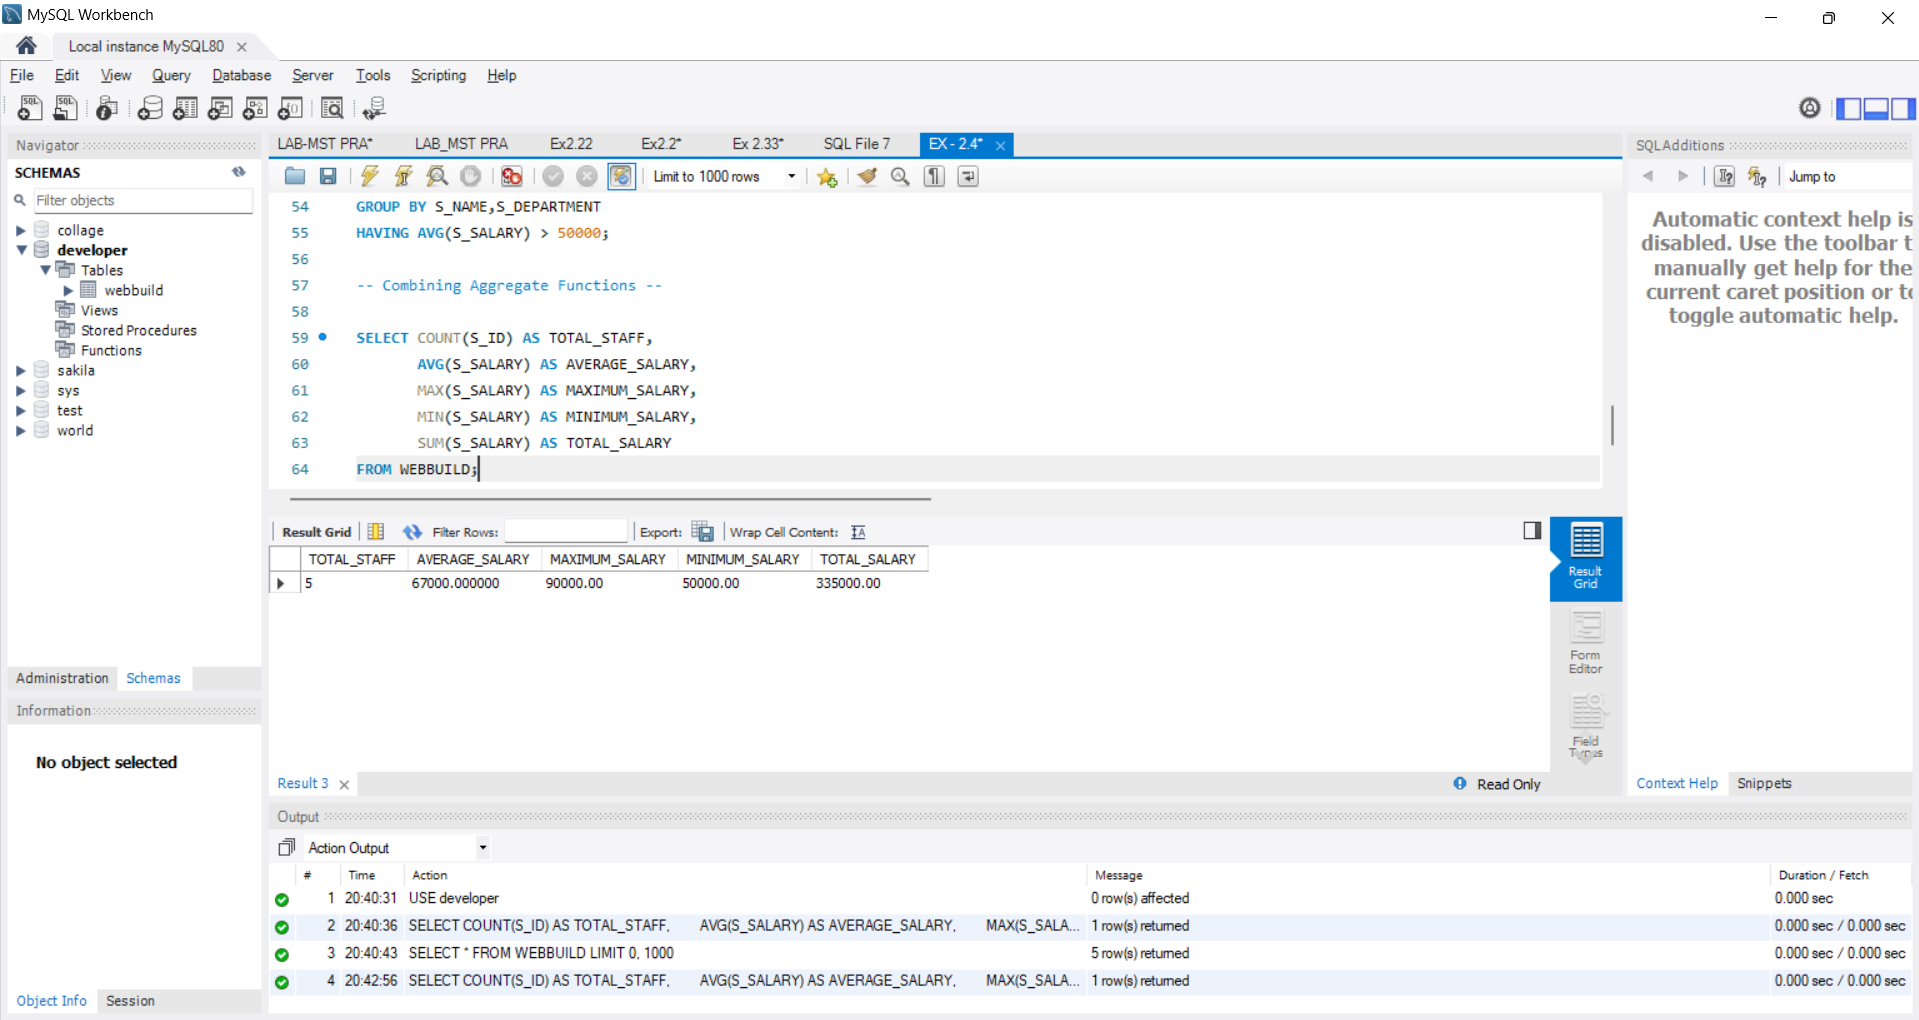 MySQL Workbench
Local instance MySQL80
File Edit View Query Database Server Tools Scripting Help
Navigator
SCHEMAS
Filter objects
collage
developer
Tables
webbuild
Views
Stored Procedures
Functions
sakila
sys
test
world
Administration Schemas
Information
No object selected
Object Info Session
LAB-MST PRA* LAB_MST PRA Ex2.22 Ex2.2* Ex 2.33* SQL File 7 EX - 2.4*
Limit to 1000 rows
54 GROUP BY S_NAME,S_DEPARTMENT
55 HAVING AVG(S_SALARY) > 50000;
56
57 -- Combining Aggregate Functions --
58
59 SELECT COUNT(S_ID) AS TOTAL_STAFF,
60 AVG(S_SALARY) AS AVERAGE_SALARY,
61 MAX(S_SALARY) AS MAXIMUM_SALARY,
62 MIN(S_SALARY) AS MINIMUM_SALARY,
63 SUM(S_SALARY) AS TOTAL_SALARY
64 FROM WEBBUILD;
Result Grid Filter Rows: Export: Wrap Cell Content:
TOTAL_STAFF AVERAGE_SALARY MAXIMUM_SALARY MINIMUM_SALARY TOTAL_SALARY
5 67000.000000 90000.00 50000.00 335000.00
Result
Grid
Form
Editor
Field
Types
Result 3 Read Only
SQLAdditions
Jump to
Automatic context help is
disabled. Use the toolbar t
manually get help for the
current caret position or to
toggle automatic help.
Context Help Snippets
Output
Action Output
# Time Action Message Duration / Fetch
1 20:40:31 USE developer 0 row(s) affected 0.000 sec
2 20:40:36 SELECT COUNT(S_ID) AS TOTAL_STAFF, AVG(S_SALARY) AS AVERAGE_SALARY, MAX(S_SALA... 1 row(s) returned 0.000 sec / 0.000 sec
3 20:40:43 SELECT * FROM WEBBUILD LIMIT 0, 1000 5 row(s) returned 0.000 sec / 0.000 sec
4 20:42:56 SELECT COUNT(S_ID) AS TOTAL_STAFF, AVG(S_SALARY) AS AVERAGE_SALARY, MAX(S_SALA... 1 row(s) returned 0.000 sec / 0.000 sec